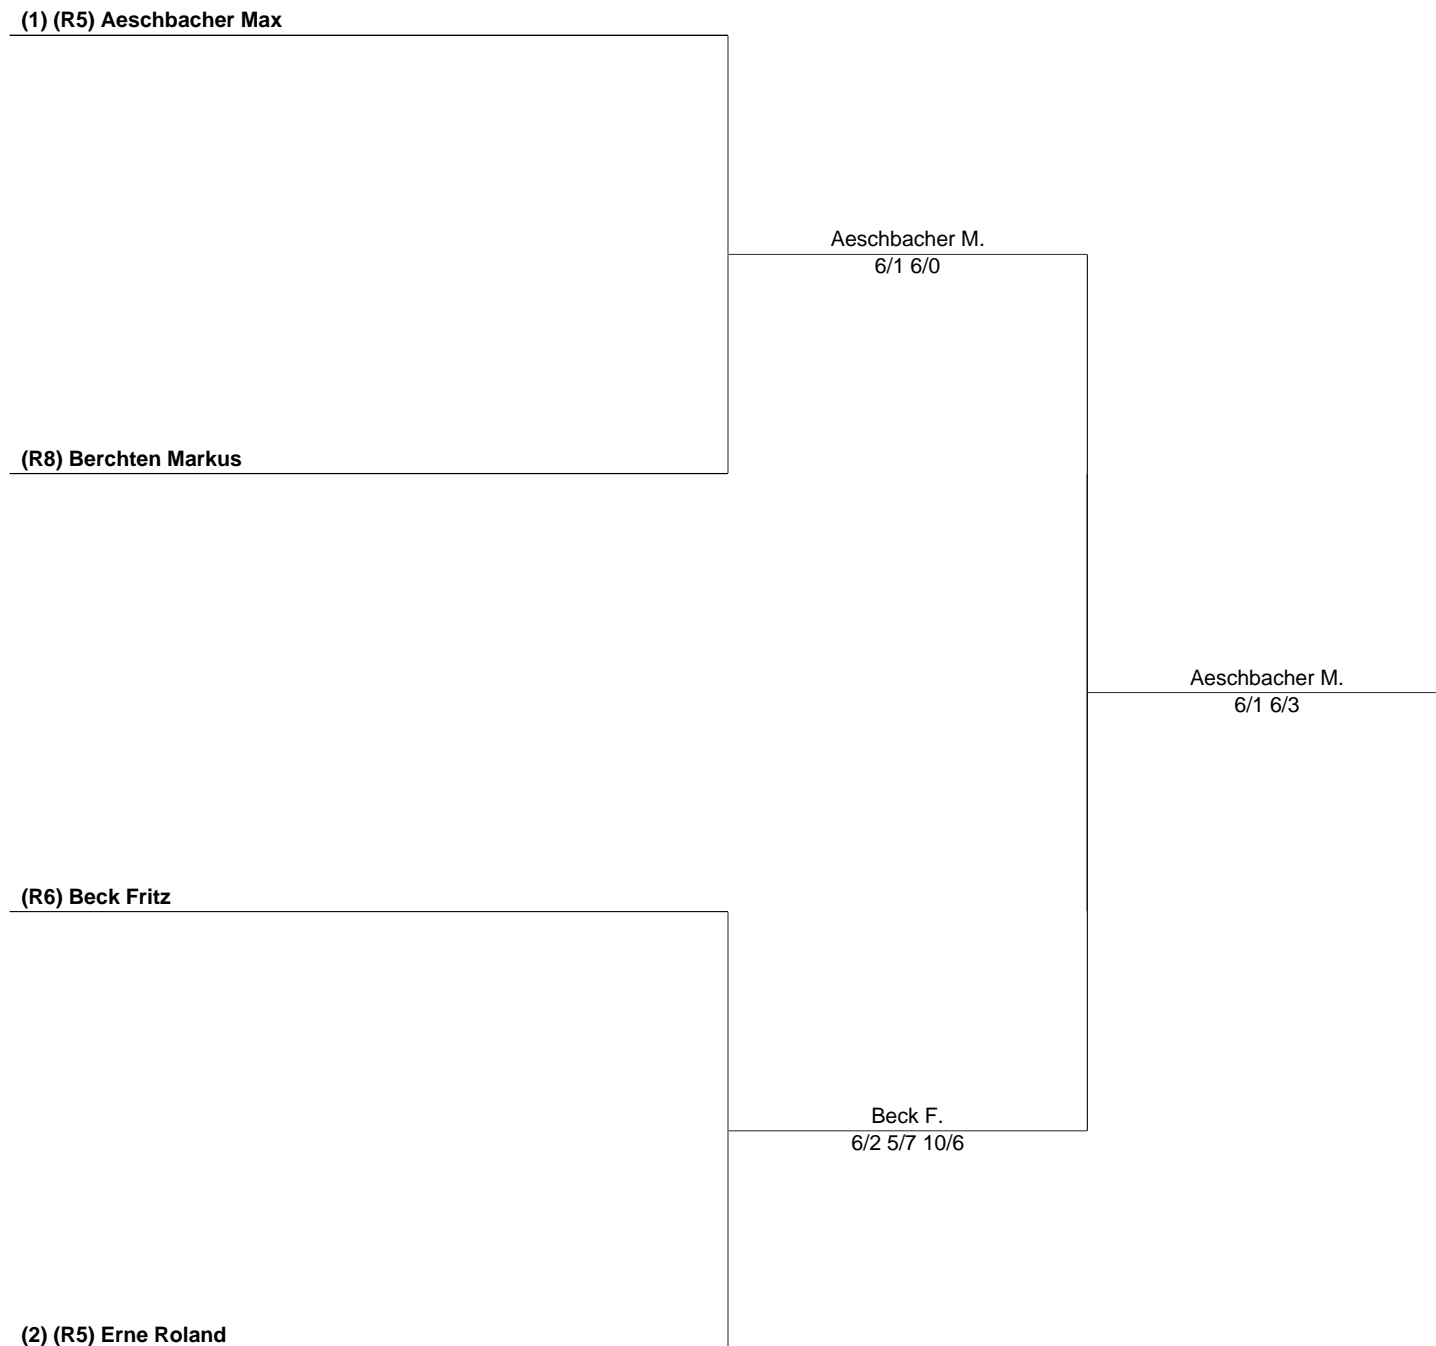 (1) (R5) Aeschbacher Max
Aeschbacher M.
6/1 6/0
(R8) Berchten Markus
Aeschbacher M.
6/1 6/3
(R6) Beck Fritz
Beck F.
6/2 5/7 10/6
(2) (R5) Erne Roland